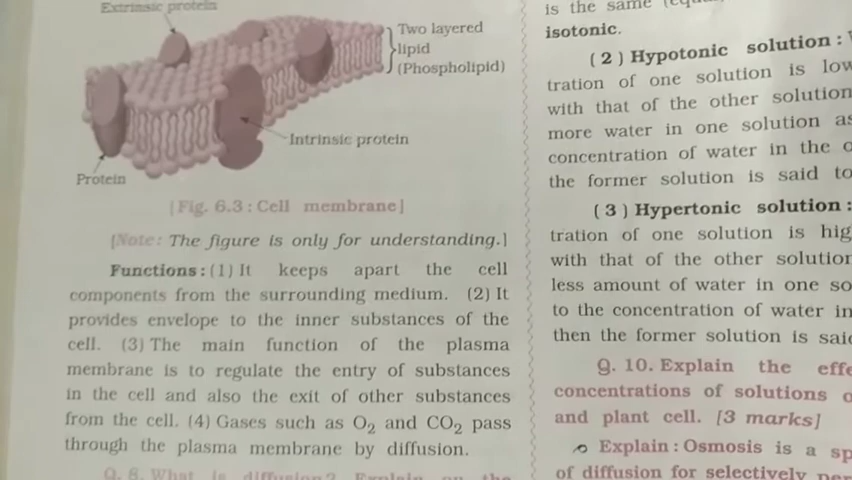 Extrinsic protein
Two layered
lipid
(Phospholipid)
Intrinsic protein
Protein
[Fig. 6.3 : Cell membrane]
[Note: The figure is only for understanding.]
Functions : (1) It keeps apart the cell
components from the surrounding medium. (2) It
provides envelope to the inner substances of the
cell. (3) The main function of the plasma
membrane is to regulate the entry of substances
in the cell and also the exit of other substances
from the cell. (4) Gases such as O₂ and CO₂ pass
through the plasma membrane by diffusion.
Q. 8. What is diffusion? Explain on the
is the same
isotonic.
(2) Hypotonic solution :
tration of one solution is low
with that of the other solution
more water in one solution as
concentration of water in the
the former solution is said to
(3) Hypertonic solution :
tration of one solution is hig
with that of the other solution
less amount of water in one so
to the concentration of water in
then the former solution is said
Q. 10. Explain the effe
concentrations of solutions
and plant cell. [3 marks]
Explain : Osmosis is a sp
of diffusion for selectively per